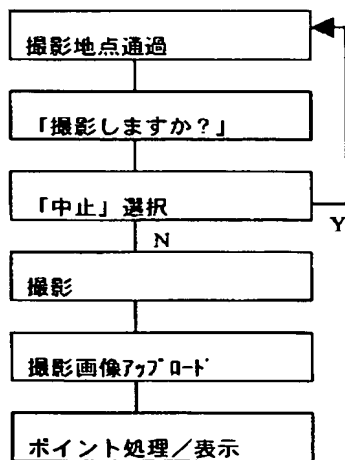 撮影地点通過
「撮影しますか?」
「中止」選択
Y
N
撮影
撮影画像ｱｯﾌﾟﾛｰﾄﾞ
ポイント処理／表示